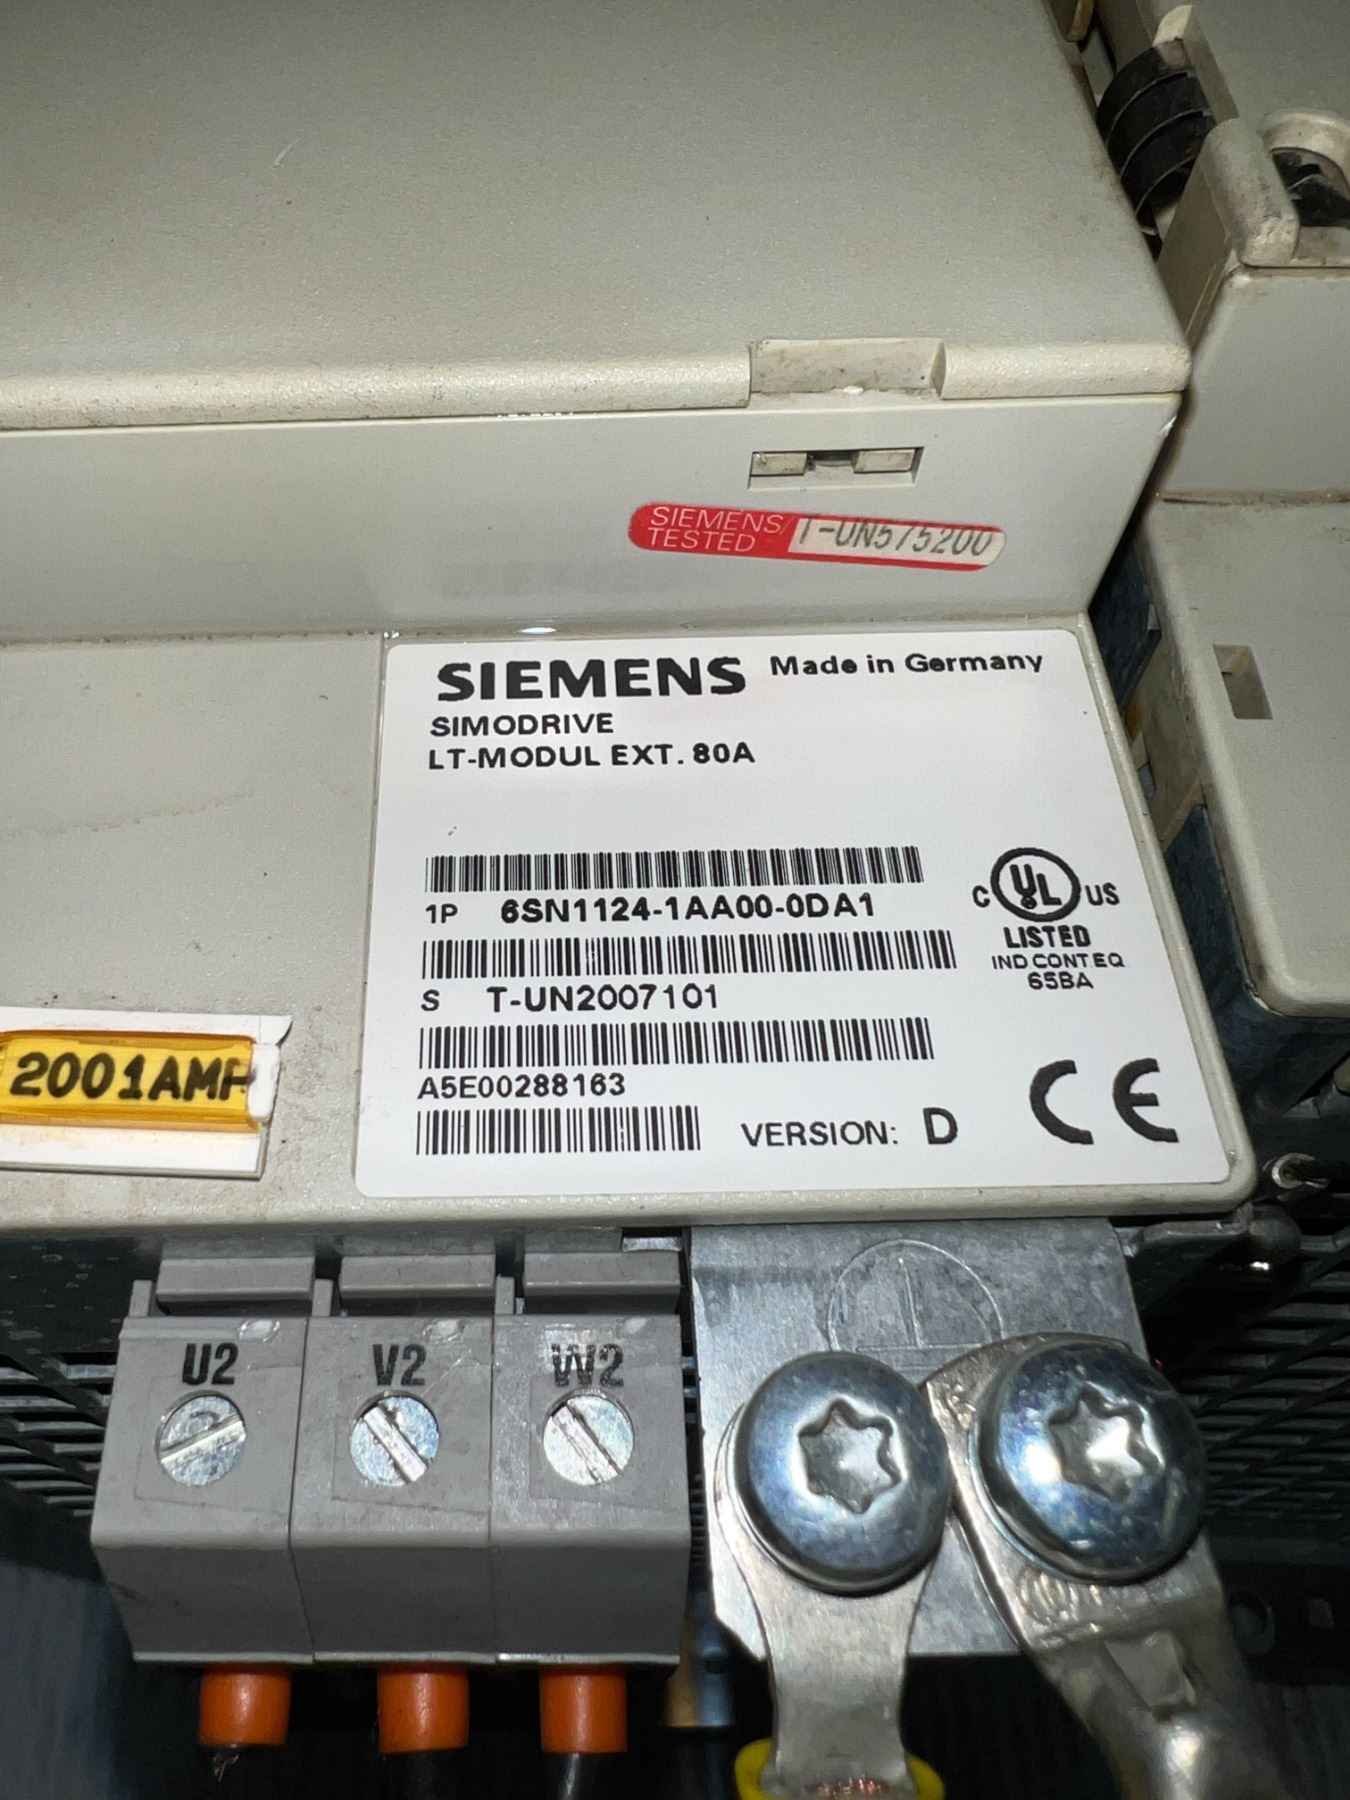 SIEMENS
TESTED
T-UN575200
SIEMENS Made in Germany
SIMODRIVE
LT-MODUL EXT. 80A
1P 6SN1124-1AA00-0DA1
C UL US
LISTED
IND CONT EQ
65BA
S T-UN2007101
A5E00288163
VERSION: D
CE
2001AMP
U2 V2 W2